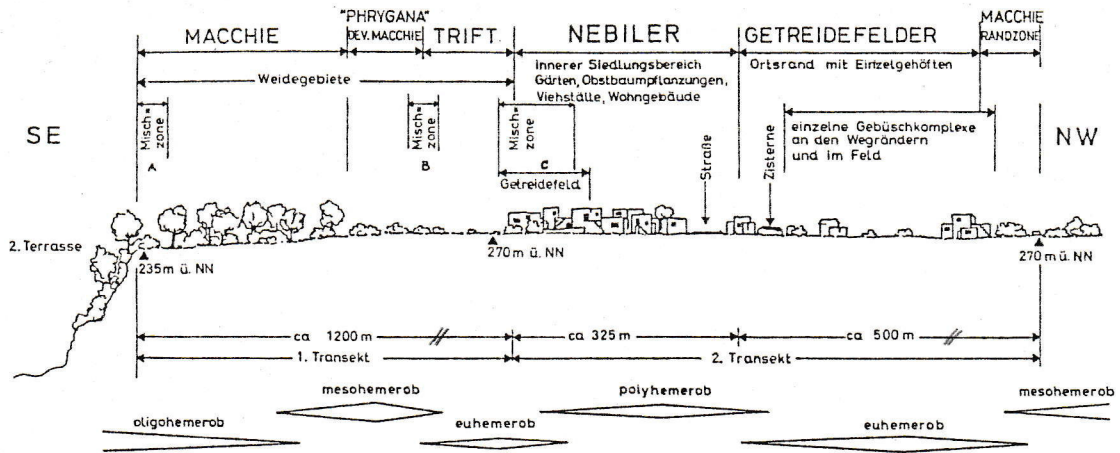 MACCHIE
"PHRYGANA"
DEV. MACCHIE
TRIFT.
NEBILER
GETREIDEFELDER
MACCHIE
RANDZONE
Weidegebiete
innerer Siedlungsbereich
Gärten, Obstbaumpflanzungen,
Viehställe, Wohngebäude
Ortsrand mit Einzelgehöften
SE
Misch=
zone
A
Misch=
zone
B
Misch=
zone
C
Getreidefeld
Straße
Zisterne
einzelne Gebüschkomplexe
an den Wegrändern
und im Feld
NW
2. Terrasse
235m ü. NN
270m ü. NN
270m ü. NN
ca 1200 m
ca 325 m
ca 500 m
1. Transekt
2. Transekt
mesohemerob
polyhemerob
mesohemerob
oligohemerob
euhemerob
euhemerob